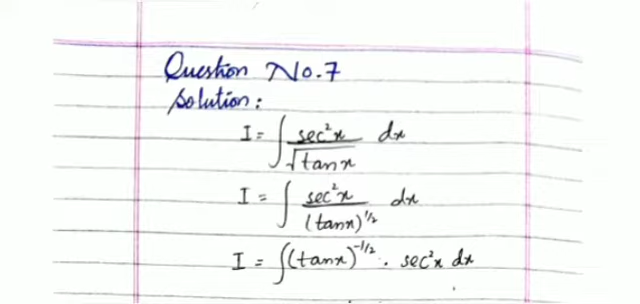 Question No.7
Solution:
I = ∫ sec²x / √tanx dx
I = ∫ sec²x / (tanx)^1/2 dx
I = ∫(tanx)^-1/2 . sec²x dx